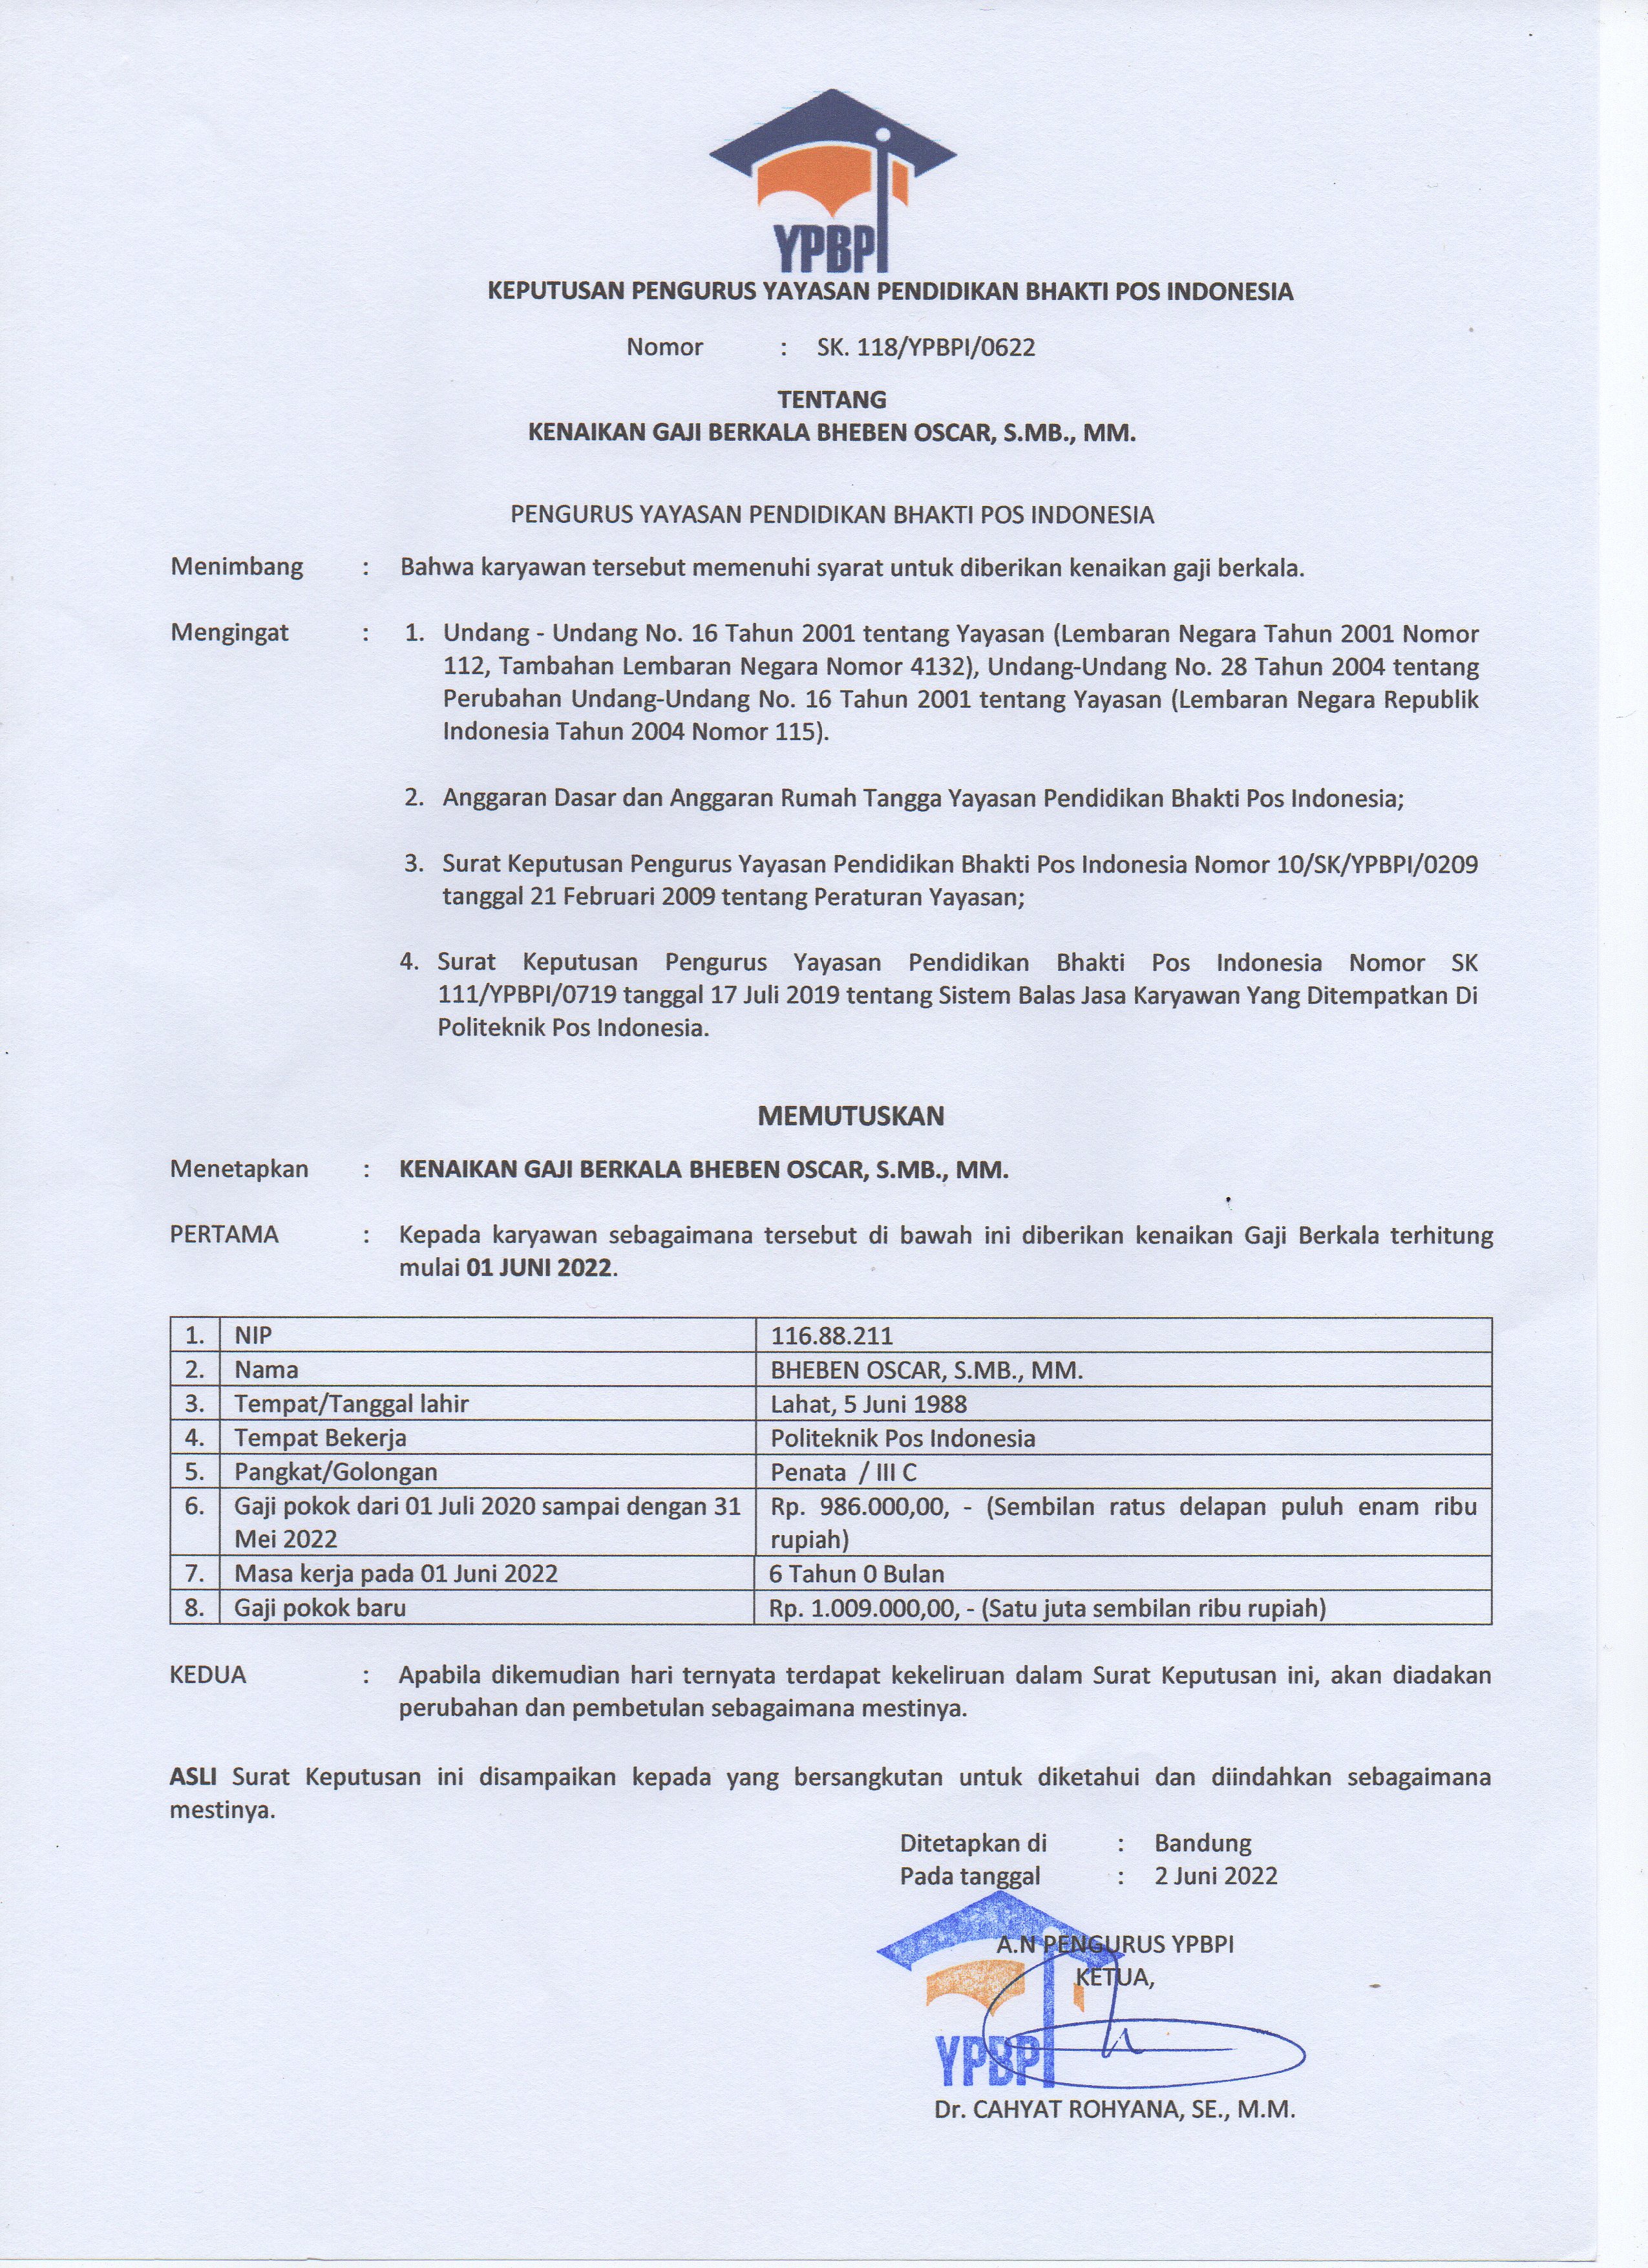 YPBPI
KEPUTUSAN PENGURUS YAYASAN PENDIDIKAN BHAKTI POS INDONESIA
Nomor : SK. 118/YPBPI/0622
TENTANG
KENAIKAN GAJI BERKALA BHEBEN OSCAR, S.MB., MM.
PENGURUS YAYASAN PENDIDIKAN BHAKTI POS INDONESIA
Menimbang : Bahwa karyawan tersebut memenuhi syarat untuk diberikan kenaikan gaji berkala.
Mengingat : 1. Undang - Undang No. 16 Tahun 2001 tentang Yayasan (Lembaran Negara Tahun 2001 Nomor
112, Tambahan Lembaran Negara Nomor 4132), Undang-Undang No. 28 Tahun 2004 tentang
Perubahan Undang-Undang No. 16 Tahun 2001 tentang Yayasan (Lembaran Negara Republik
Indonesia Tahun 2004 Nomor 115).
2. Anggaran Dasar dan Anggaran Rumah Tangga Yayasan Pendidikan Bhakti Pos Indonesia;
3. Surat Keputusan Pengurus Yayasan Pendidikan Bhakti Pos Indonesia Nomor 10/SK/YPBPI/0209
tanggal 21 Februari 2009 tentang Peraturan Yayasan;
4. Surat Keputusan Pengurus Yayasan Pendidikan Bhakti Pos Indonesia Nomor SK
111/YPBPI/0719 tanggal 17 Juli 2019 tentang Sistem Balas Jasa Karyawan Yang Ditempatkan Di
Politeknik Pos Indonesia.
MEMUTUSKAN
Menetapkan : KENAIKAN GAJI BERKALA BHEBEN OSCAR, S.MB., MM.
PERTAMA : Kepada karyawan sebagaimana tersebut di bawah ini diberikan kenaikan Gaji Berkala terhitung
mulai 01 JUNI 2022.
1. NIP 116.88.211
2. Nama BHEBEN OSCAR, S.MB., MM.
3. Tempat/Tanggal lahir Lahat, 5 Juni 1988
4. Tempat Bekerja Politeknik Pos Indonesia
5. Pangkat/Golongan Penata / III C
6. Gaji pokok dari 01 Juli 2020 sampai dengan 31 Rp. 986.000,00, - (Sembilan ratus delapan puluh enam ribu
Mei 2022 rupiah)
7. Masa kerja pada 01 Juni 2022 6 Tahun 0 Bulan
8. Gaji pokok baru Rp. 1.009.000,00, - (Satu juta sembilan ribu rupiah)
KEDUA : Apabila dikemudian hari ternyata terdapat kekeliruan dalam Surat Keputusan ini, akan diadakan
perubahan dan pembetulan sebagaimana mestinya.
ASLI Surat Keputusan ini disampaikan kepada yang bersangkutan untuk diketahui dan diindahkan sebagaimana
mestinya.
Ditetapkan di : Bandung
Pada tanggal : 2 Juni 2022
A.N PENGURUS YPBPI
KETUA,
YPBPI
Dr. CAHYAT ROHYANA, SE., M.M.